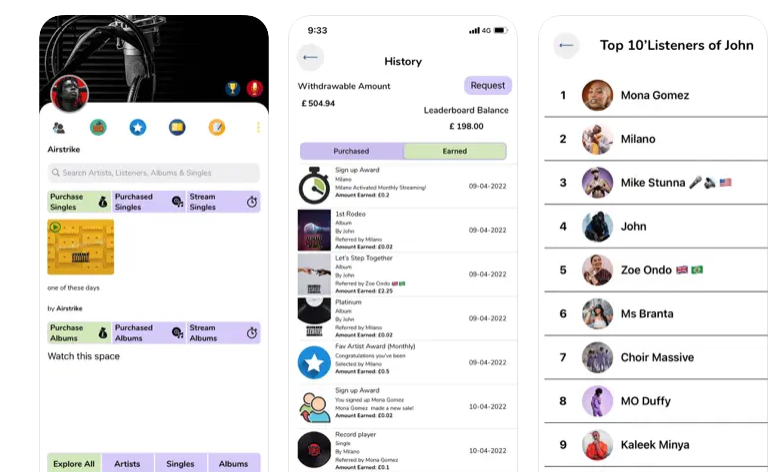 Airstrike
Search Artists, Listeners, Albums & Singles
Purchase Singles
Purchased Singles
Stream Singles
one of these days
by Airstrike
Purchase Albums
Purchased Albums
Stream Albums
Watch this space
Explore All
Artists
Singles
Albums
9:33
4G
History
Withdrawable Amount
Request
£ 504.94
Leaderboard Balance
£ 198.00
Purchased
Earned
Sign up Award
Milano
Milano Activated Monthly Streaming!
Amount Earned: £0.2
09-04-2022
1st Rodeo
Album
By John
Referred by Milano
Amount Earned: £0.02
09-04-2022
Let's Step Together
Album
By John
Referred by Zoe Ondo 🇬🇧🇧🇷
Amount Earned: £2.25
09-04-2022
Platinum
Album
By John
Referred by Milano
Amount Earned: £0.02
09-04-2022
Fav Artist Award (Monthly)
Congratulations you've been
Selected by Milano
Amount Earned: £0.5
09-04-2022
Sign up Award
You signed up Mona Gomez
Mona Gomez made a new sale!
Amount Earned: £0.02
10-04-2022
Record player
Single
By Milano
Referred by Mona Gomez
Amount Earned: £0.1
10-04-2022
Top 10'Listeners of John
1 Mona Gomez
2 Milano
3 Mike Stunna 🎤🔊🇺🇸
4 John
5 Zoe Ondo 🇬🇧🇧🇷
6 Ms Branta
7 Choir Massive
8 MO Duffy
9 Kaleek Minya